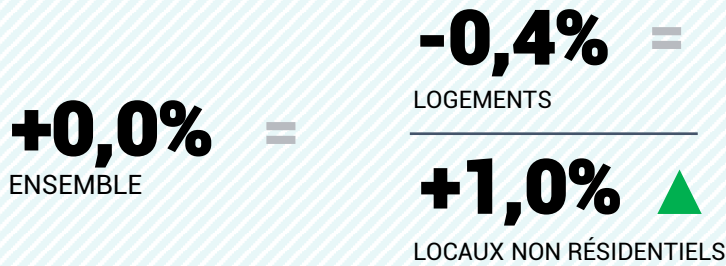 +0,0% =
ENSEMBLE
-0,4% =
LOGEMENTS
+1,0%
LOCAUX NON RÉSIDENTIELS